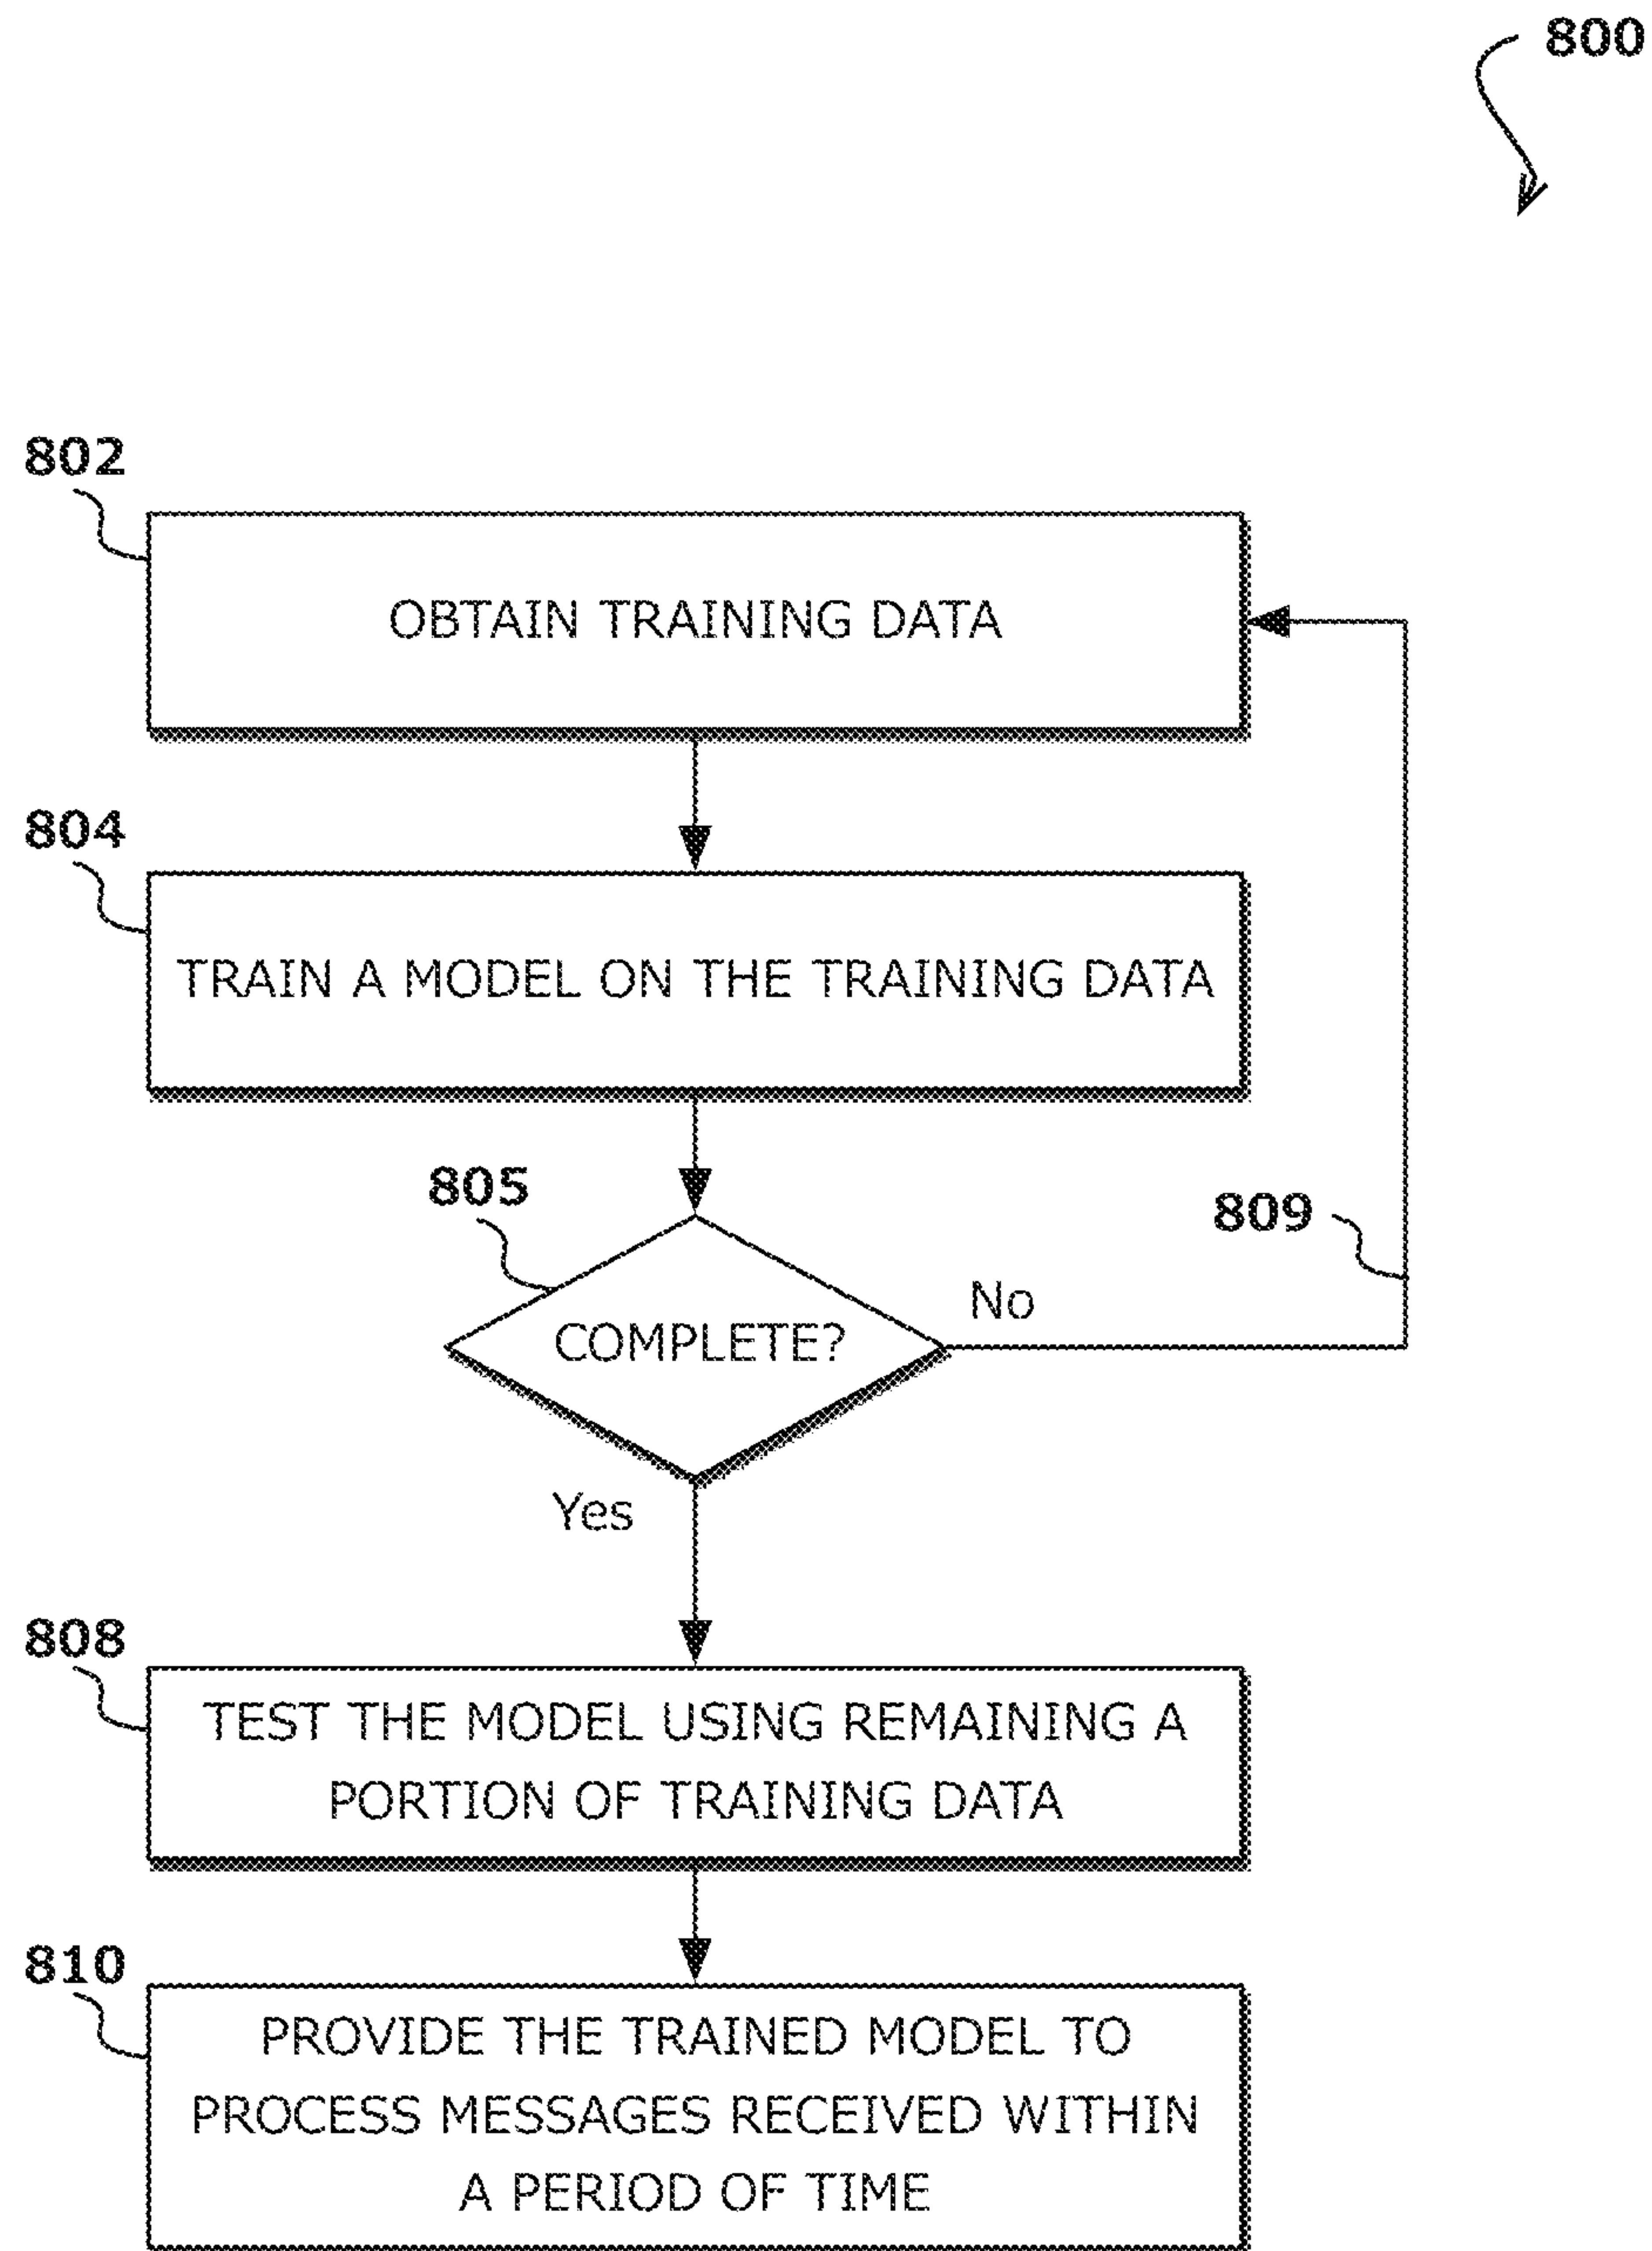 800
802
OBTAIN TRAINING DATA
804
TRAIN A MODEL ON THE TRAINING DATA
805
809
No
COMPLETE?
Yes
808
TEST THE MODEL USING REMAINING A
PORTION OF TRAINING DATA
810
PROVIDE THE TRAINED MODEL TO
PROCESS MESSAGES RECEIVED WITHIN
A PERIOD OF TIME